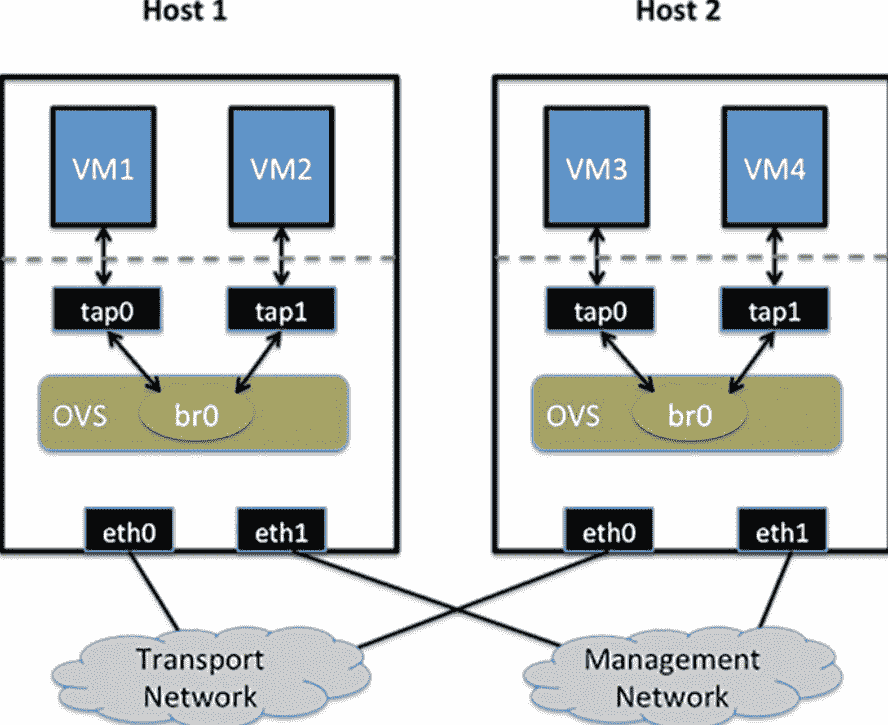 Host 1
Host 2
VM1
VM2
VM3
VM4
tap0
tap1
tap0
tap1
OVS
br0
OVS
br0
eth0
eth1
eth0
eth1
Transport
Network
Management
Network